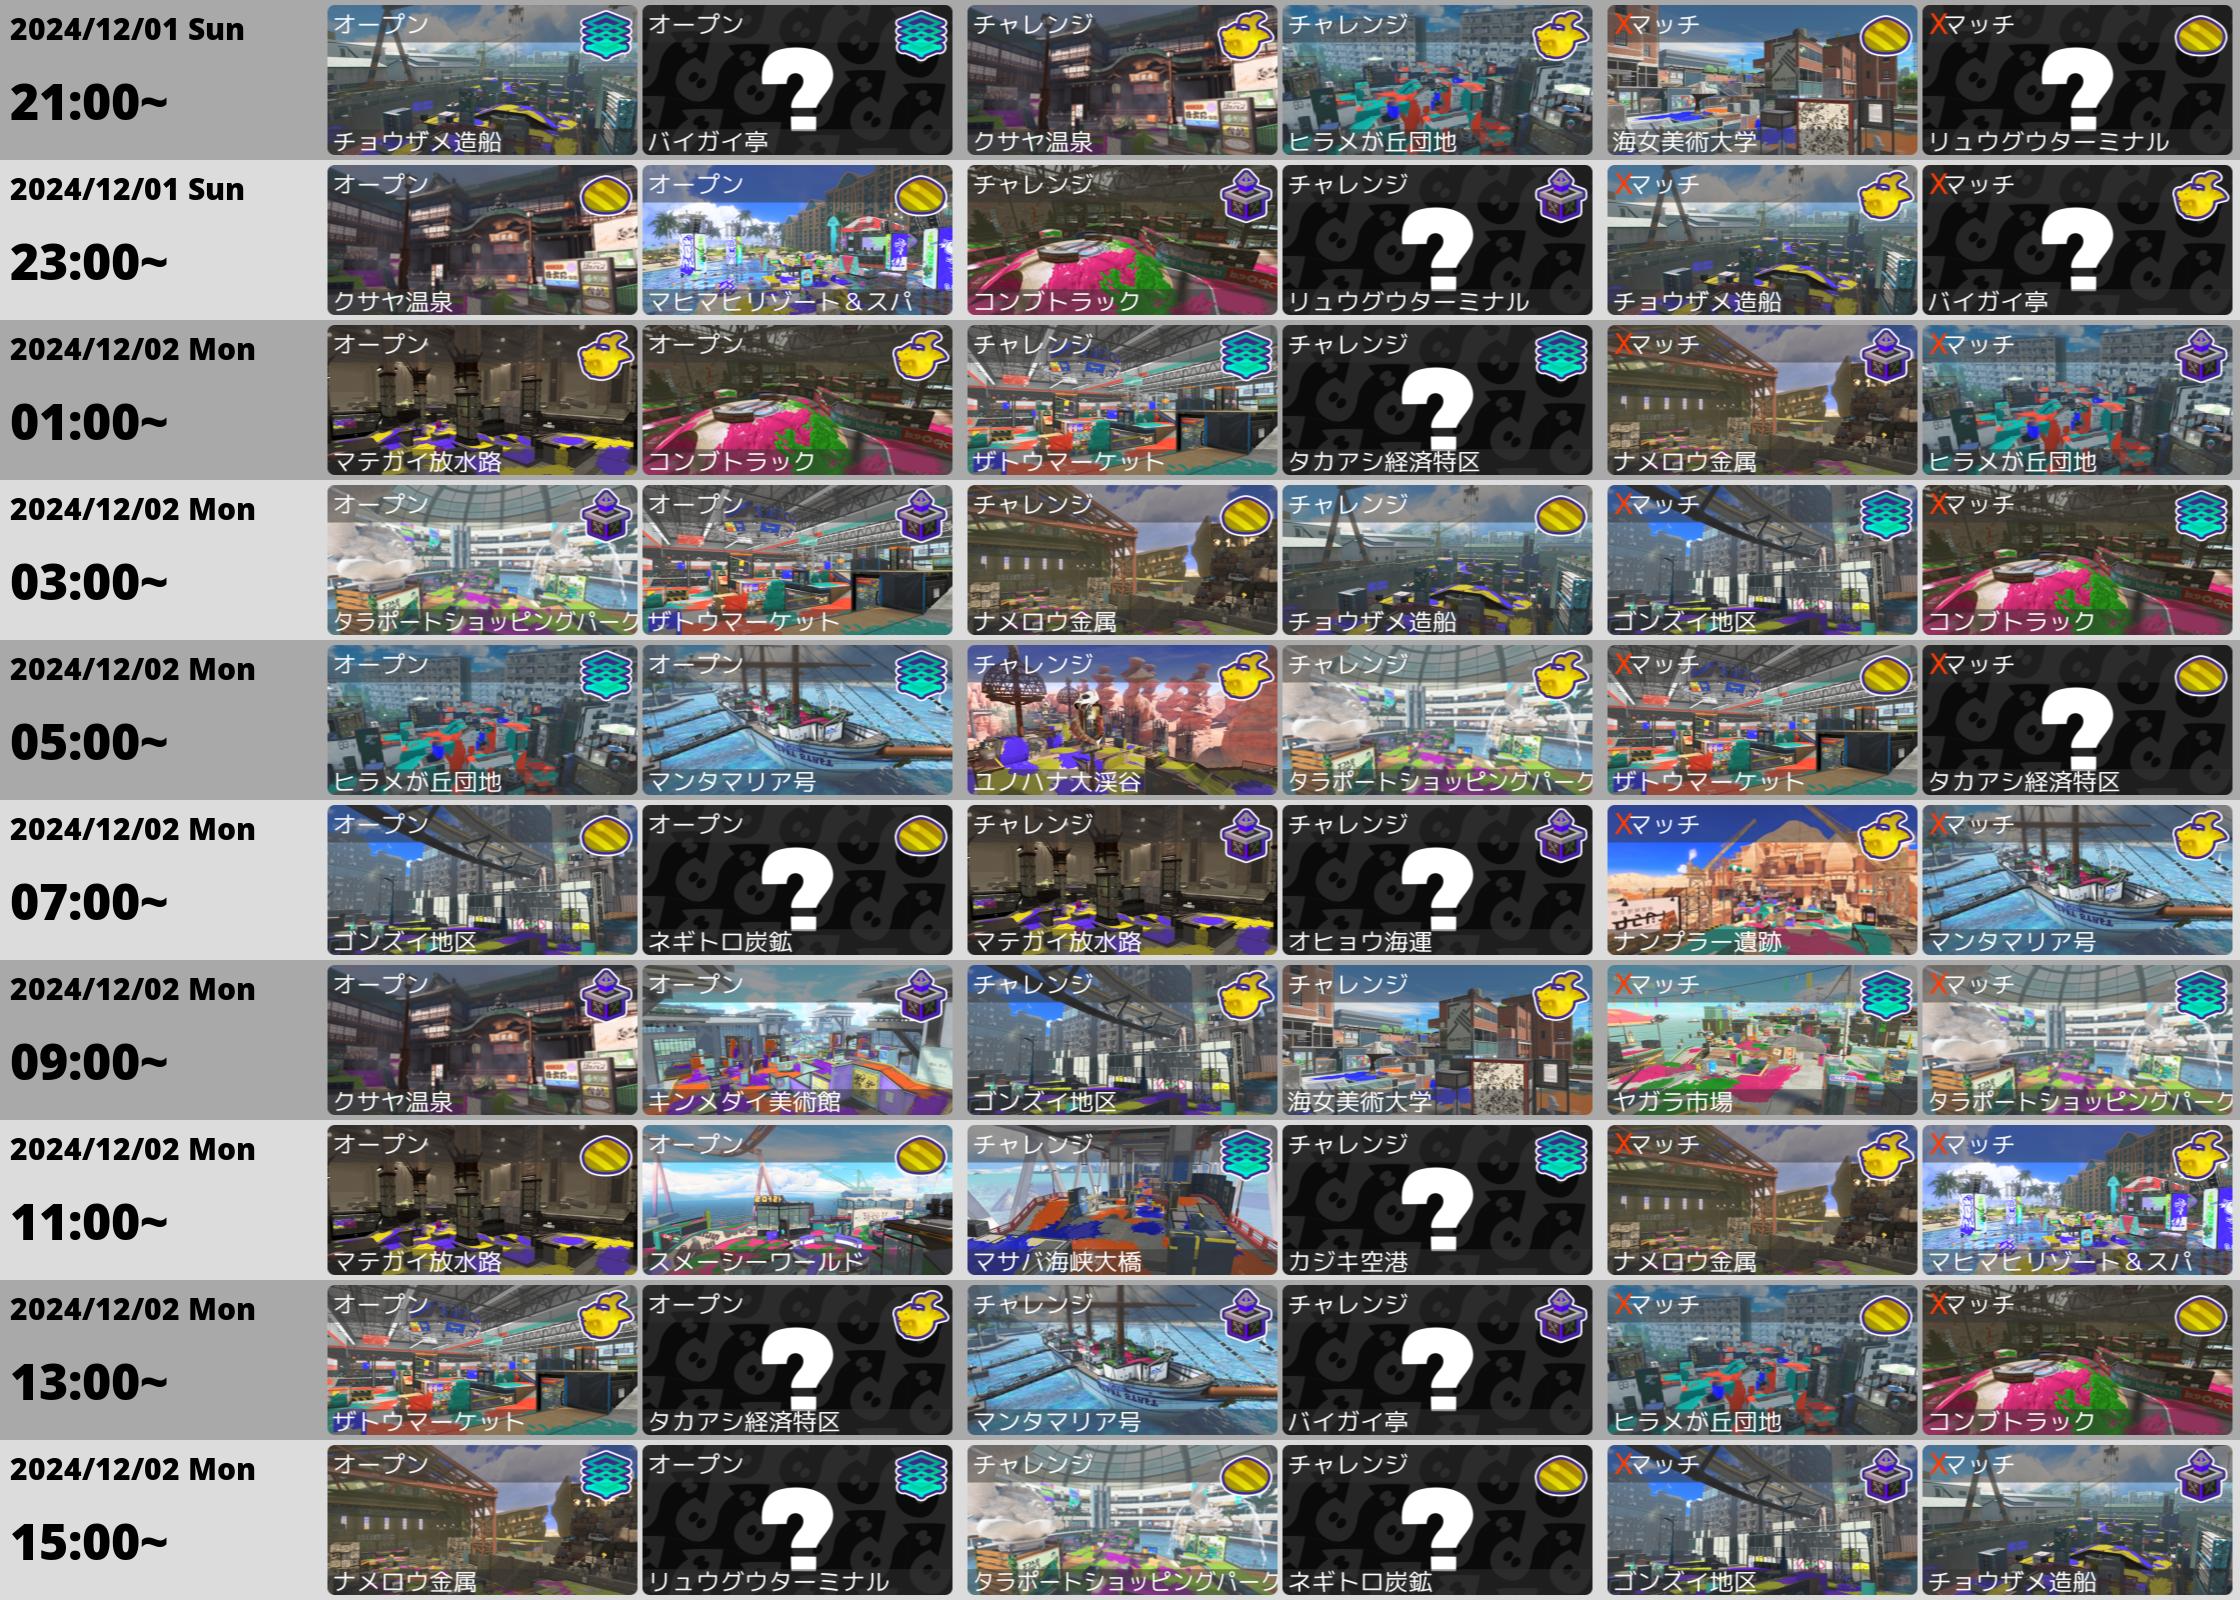 2024/12/01 Sun
21:00~
オープン
チョウザメ造船
オープン
バイガイ亭
チャレンジ
クサヤ温泉
チャレンジ
ヒラメが丘団地
Xマッチ
海女美術大学
Xマッチ
リュウグウターミナル
2024/12/01 Sun
23:00~
オープン
クサヤ温泉
オープン
マヒマヒリゾート＆スパ
チャレンジ
コンブトラック
チャレンジ
リュウグウターミナル
Xマッチ
チョウザメ造船
Xマッチ
バイガイ亭
2024/12/02 Mon
01:00~
オープン
マテガイ放水路
オープン
コンブトラック
チャレンジ
ザトウマーケット
チャレンジ
タカアシ経済特区
Xマッチ
ナメロウ金属
Xマッチ
ヒラメが丘団地
2024/12/02 Mon
03:00~
オープン
タラポートショッピングパーク
オープン
ザトウマーケット
チャレンジ
ナメロウ金属
チャレンジ
チョウザメ造船
Xマッチ
ゴンズイ地区
Xマッチ
コンブトラック
2024/12/02 Mon
05:00~
オープン
ヒラメが丘団地
オープン
マンタマリア号
チャレンジ
ユノハナ大渓谷
チャレンジ
タラポートショッピングパーク
Xマッチ
ザトウマーケット
Xマッチ
タカアシ経済特区
2024/12/02 Mon
07:00~
オープン
ゴンズイ地区
オープン
ネギトロ炭鉱
チャレンジ
マテガイ放水路
チャレンジ
オヒョウ海運
Xマッチ
ナンプラー遺跡
Xマッチ
マンタマリア号
2024/12/02 Mon
09:00~
オープン
クサヤ温泉
オープン
キンメダイ美術館
チャレンジ
ゴンズイ地区
チャレンジ
海女美術大学
Xマッチ
ヤガラ市場
Xマッチ
タラポートショッピングパーク
2024/12/02 Mon
11:00~
オープン
マテガイ放水路
オープン
スメーシーワールド
チャレンジ
マサバ海峡大橋
チャレンジ
カジキ空港
Xマッチ
ナメロウ金属
Xマッチ
マヒマヒリゾート＆スパ
2024/12/02 Mon
13:00~
オープン
ザトウマーケット
オープン
タカアシ経済特区
チャレンジ
マンタマリア号
チャレンジ
バイガイ亭
Xマッチ
ヒラメが丘団地
Xマッチ
コンブトラック
2024/12/02 Mon
15:00~
オープン
ナメロウ金属
オープン
リュウグウターミナル
チャレンジ
タラポートショッピングパーク
チャレンジ
ネギトロ炭鉱
Xマッチ
ゴンズイ地区
Xマッチ
チョウザメ造船